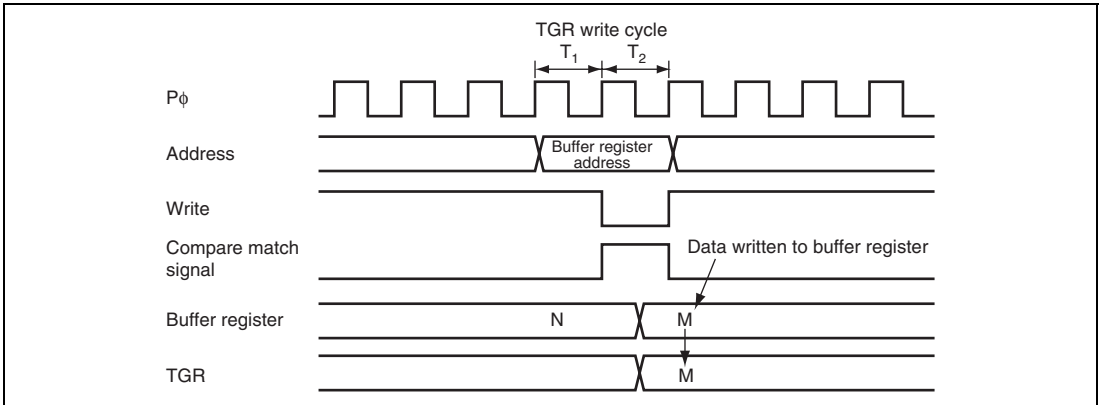 TGR write cycle
T1 T2
Pϕ
Address
Buffer register
address
Write
Compare match
signal
Data written to buffer register
Buffer register
N
M
TGR
M